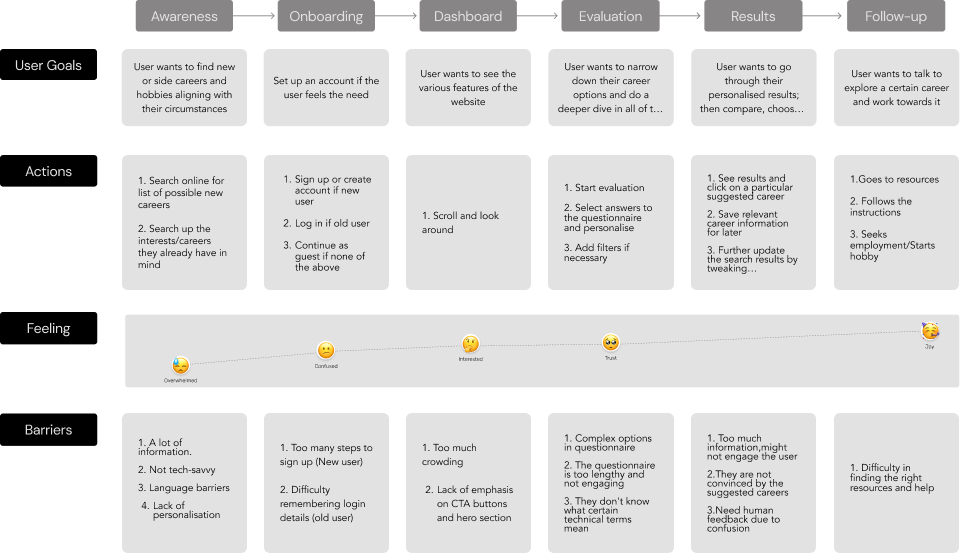 Awareness
Onboarding
Dashboard
Evaluation
Results
Follow-up
User Goals
User wants to find new
or side careers and
hobbies aligning with
their circumstances
Set up an account if the
user feels the need
User wants to see the
various features of the
website
User wants to narrow
down their career
options and do a
deeper dive in all of t…
User wants to go
through their
personalised results;
then compare, choos…
User wants to talk to
explore a certain career
and work towards it
Actions
1. Search online for
list of possible new
careers
2. Search up the
interests/careers
they already have in
mind
1. Sign up or create
account if new
user
2. Log in if old user
3. Continue as
guest if none of
the above
1. Scroll and look
around
1. Start evaluation
2. Select answers to
the questionnaire
and personalise
3. Add filters if
necessary
1. See results and
click on a particular
suggested career
2. Save relevant
career information
for later
3. Further update
the search results by
tweaking…
1.Goes to resources
2. Follows the
instructions
3. Seeks
employment/Starts
hobby
Feeling
Overwhelmed
Confused
Interested
Trust
Joy
Barriers
1. A lot of
information.
2. Not tech-savvy
3. Language barriers
4. Lack of
personalisation
1. Too many steps to
sign up (New user)
2. Difficulty
remembering login
details (old user)
1. Too much
crowding
2. Lack of emphasis
on CTA buttons
and hero section
1. Complex options
in questionnaire
2. The questionnaire
is too lengthy and
not engaging
3. They don't know
what certain
technical terms
mean
1. Too much
information,might
not engage the user
2.They are not
convinced by the
suggested careers
3.Need human
feedback due to
confusion
1. Difficulty in
finding the right
resources and help